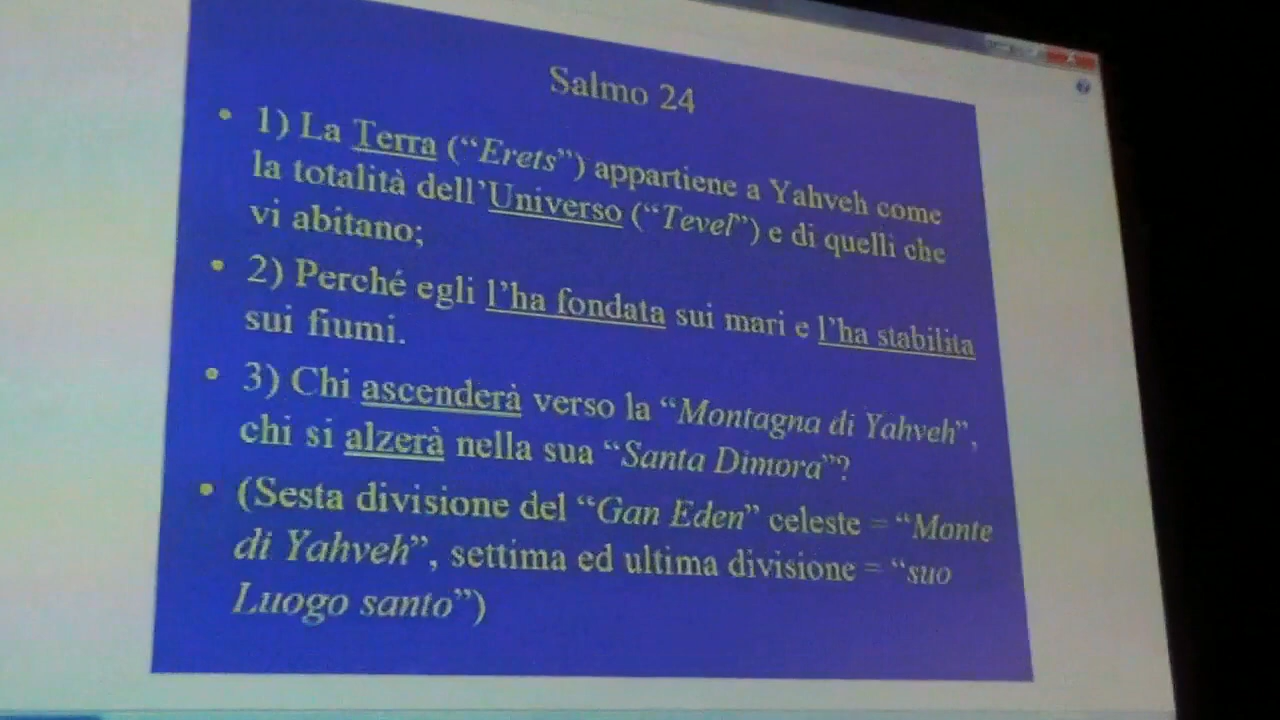 Salmo 24
• 1) La Terra (“Erets”) appartiene a Yahveh come
la totalità dell’Universo (“Tevel”) e di quelli che
vi abitano;
• 2) Perché egli l’ha fondata sui mari e l’ha stabilita
sui fiumi.
• 3) Chi ascenderà verso la “Montagna di Yahveh”,
chi si alzerà nella sua “Santa Dimora”?
• (Sesta divisione del “Gan Eden” celeste = “Monte
di Yahveh”, settima ed ultima divisione = “suo
Luogo santo”)